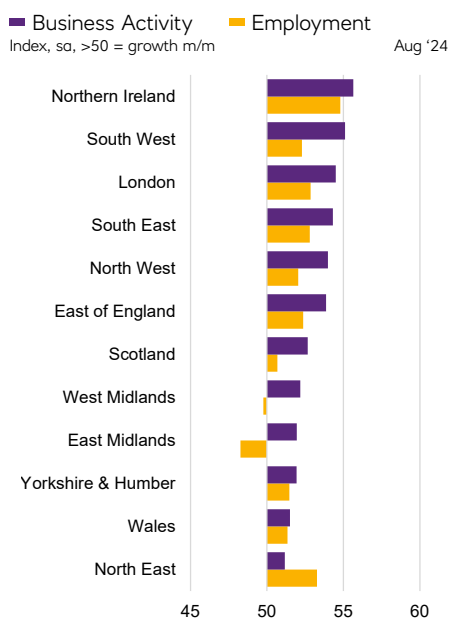 Business Activity Employment
Index, sa, >50 = growth m/m Aug ‘24
Northern Ireland
South West
London
South East
North West
East of England
Scotland
West Midlands
East Midlands
Yorkshire & Humber
Wales
North East
45 50 55 60